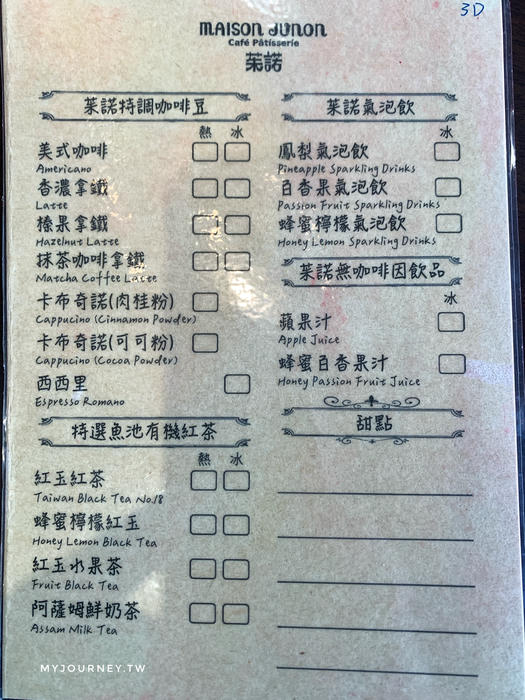 3D
MAISON JUNON
Café Pâtisserie
茱諾
茱諾特調咖啡豆
熱 冰
美式咖啡
Americano
香濃拿鐵
Latte
榛果拿鐵
Hazelnut Latte
抹茶咖啡拿鐵
Matcha Coffee Latte
卡布奇諾(肉桂粉)
Cappucino (Cinnamon Powder)
卡布奇諾(可可粉)
Cappucino (Cocoa Powder)
西西里
Espresso Romano
特選魚池有機紅茶
熱 冰
紅玉紅茶
Taiwan Black Tea No.18
蜂蜜檸檬紅玉
Honey Lemon Black Tea
紅玉水果茶
Fruit Black Tea
阿薩姆鮮奶茶
Assam Milk Tea
茱諾氣泡飲
冰
鳳梨氣泡飲
Pineapple Sparkling Drinks
百香果氣泡飲
Passion Fruit Sparkling Drinks
蜂蜜檸檬氣泡飲
Honey Lemon Sparkling Drinks
茱諾無咖啡因飲品
冰
蘋果汁
Apple Juice
蜂蜜百香果汁
Honey Passion Fruit Juice
甜點
MYJOURNEY.TW